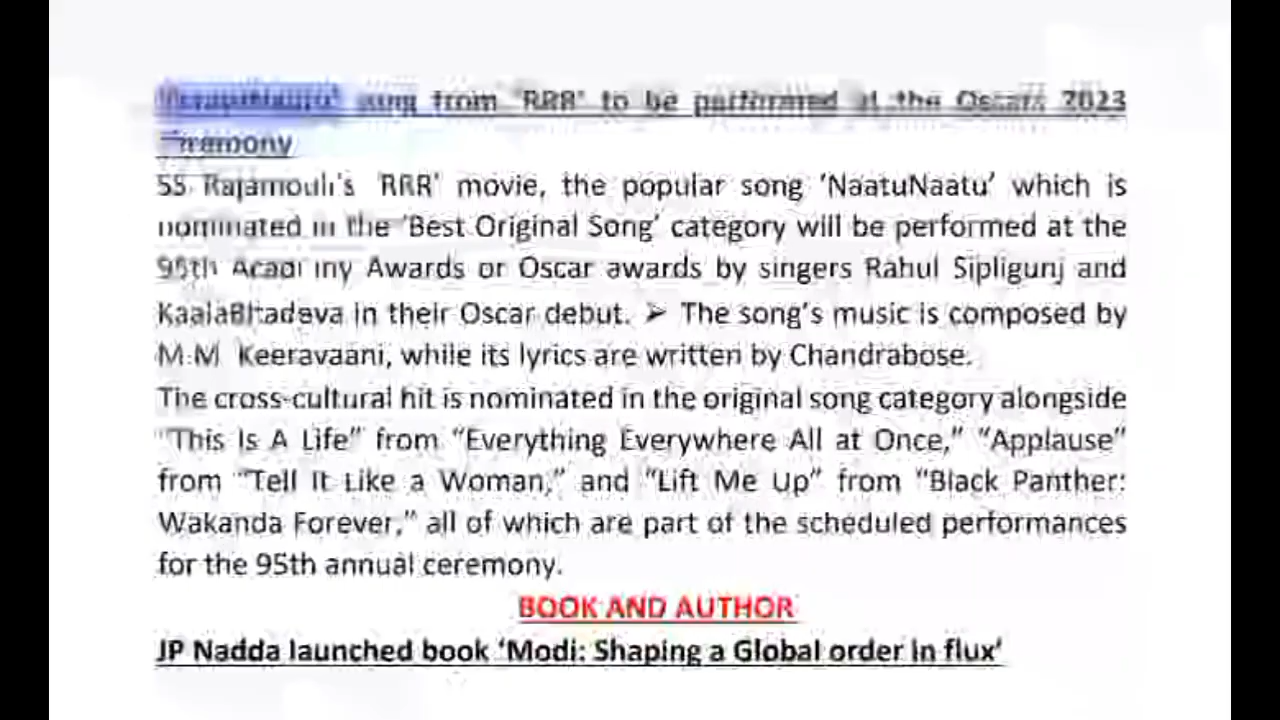 'NaatuNaatu' song from 'RRR' to be performed at the Oscars 2023
Ceremony
SS Rajamouli's 'RRR' movie, the popular song 'NaatuNaatu' which is
nominated in the 'Best Original Song' category will be performed at the
95th Academy Awards or Oscar awards by singers Rahul Sipligunj and
KaalaBhadava in their Oscar debut. ➤ The song's music is composed by
M.M. Keeravaani, while its lyrics are written by Chandrabose.
The cross-cultural hit is nominated in the original song category alongside
"This Is A Life" from "Everything Everywhere All at Once," "Applause"
from "Tell It Like a Woman," and "Lift Me Up" from "Black Panther:
Wakanda Forever," all of which are part of the scheduled performances
for the 95th annual ceremony.
BOOK AND AUTHOR
JP Nadda launched book 'Modi: Shaping a Global order in flux'